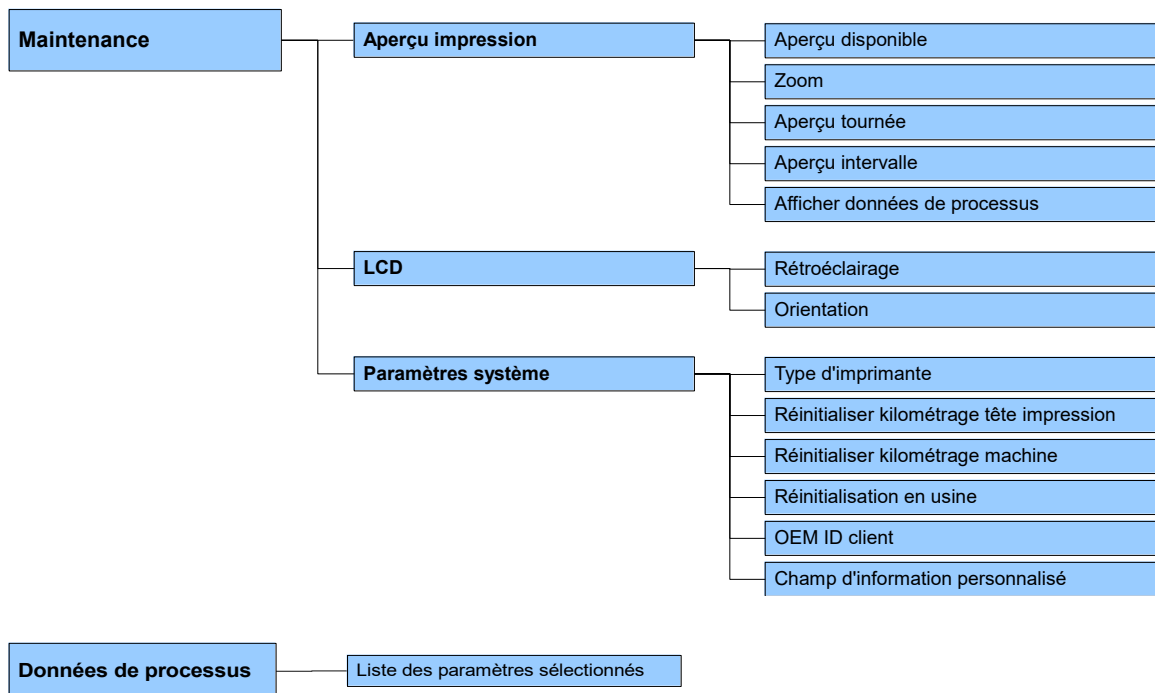 Maintenance
Aperçu impression
Aperçu disponible
Zoom
Aperçu tournée
Aperçu intervalle
Afficher données de processus
LCD
Rétroéclairage
Orientation
Paramètres système
Type d'imprimante
Réinitialiser kilométrage tête impression
Réinitialiser kilométrage machine
Réinitialisation en usine
OEM ID client
Champ d'information personnalisé
Données de processus
Liste des paramètres sélectionnés